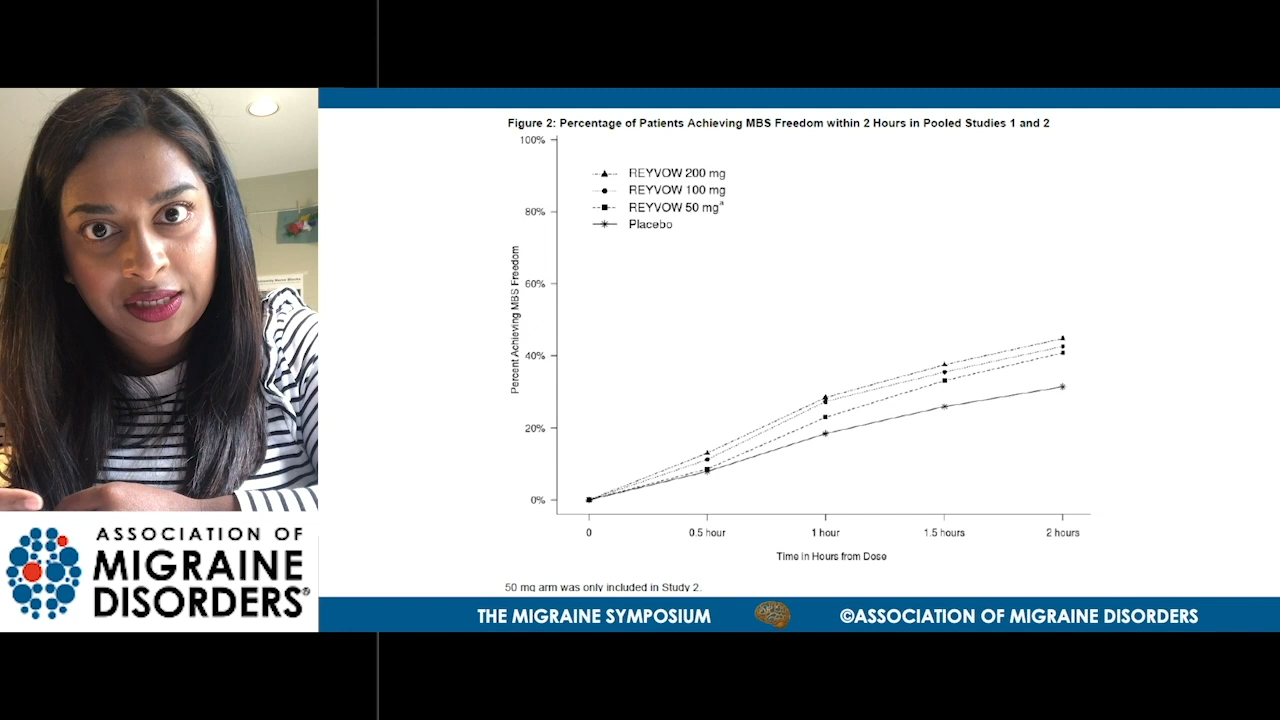 Figure 2: Percentage of Patients Achieving MBS Freedom within 2 Hours in Pooled Studies 1 and 2
100%
80%
60%
40%
20%
0%
Percent Achieving MBS Freedom
REYVOW 200 mg
REYVOW 100 mg
REYVOW 50 mgª
Placebo
0
0.5 hour
1 hour
1.5 hours
2 hours
Time in Hours from Dose
50 mg arm was only included in Study 2.
ASSOCIATION OF
MIGRAINE
DISORDERS®
THE MIGRAINE SYMPOSIUM
©ASSOCIATION OF MIGRAINE DISORDERS